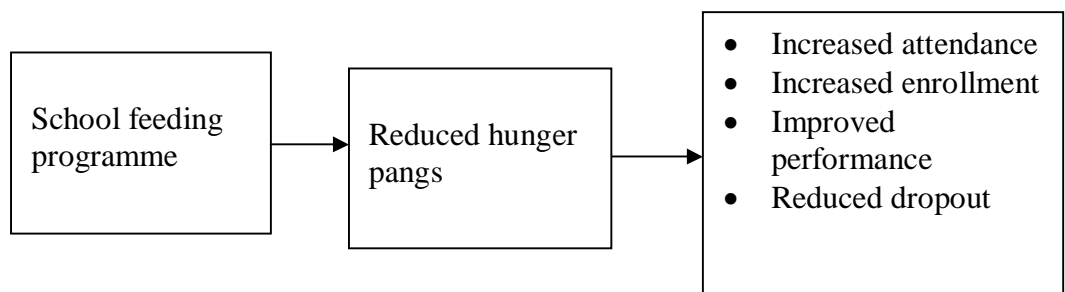 School feeding
programme
Reduced hunger
pangs
• Increased attendance
• Increased enrollment
• Improved
performance
• Reduced dropout